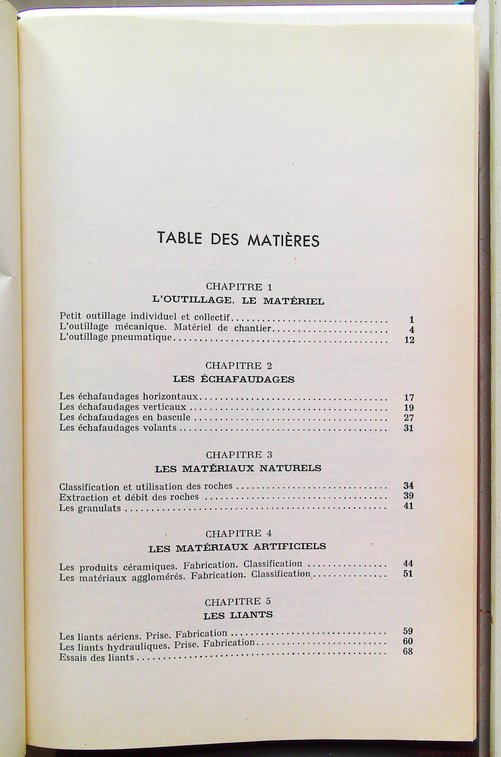 TABLE DES MATIÈRES
CHAPITRE 1
L'OUTILLAGE. LE MATÉRIEL
Petit outillage individuel et collectif 1
L'outillage mécanique. Matériel de chantier 4
L'outillage pneumatique 12
CHAPITRE 2
LES ÉCHAFAUDAGES
Les échafaudages horizontaux 17
Les échafaudages verticaux 19
Les échafaudages en bascule 27
Les échafaudages volants 31
CHAPITRE 3
LES MATÉRIAUX NATURELS
Classification et utilisation des roches 34
Extraction et débit des roches 39
Les granulats 41
CHAPITRE 4
LES MATÉRIAUX ARTIFICIELS
Les produits céramiques. Fabrication. Classification 44
Les matériaux agglomérés. Fabrication. Classification 51
CHAPITRE 5
LES LIANTS
Les liants aériens. Prise. Fabrication 59
Les liants hydrauliques. Prise. Fabrication 60
Essais des liants 68